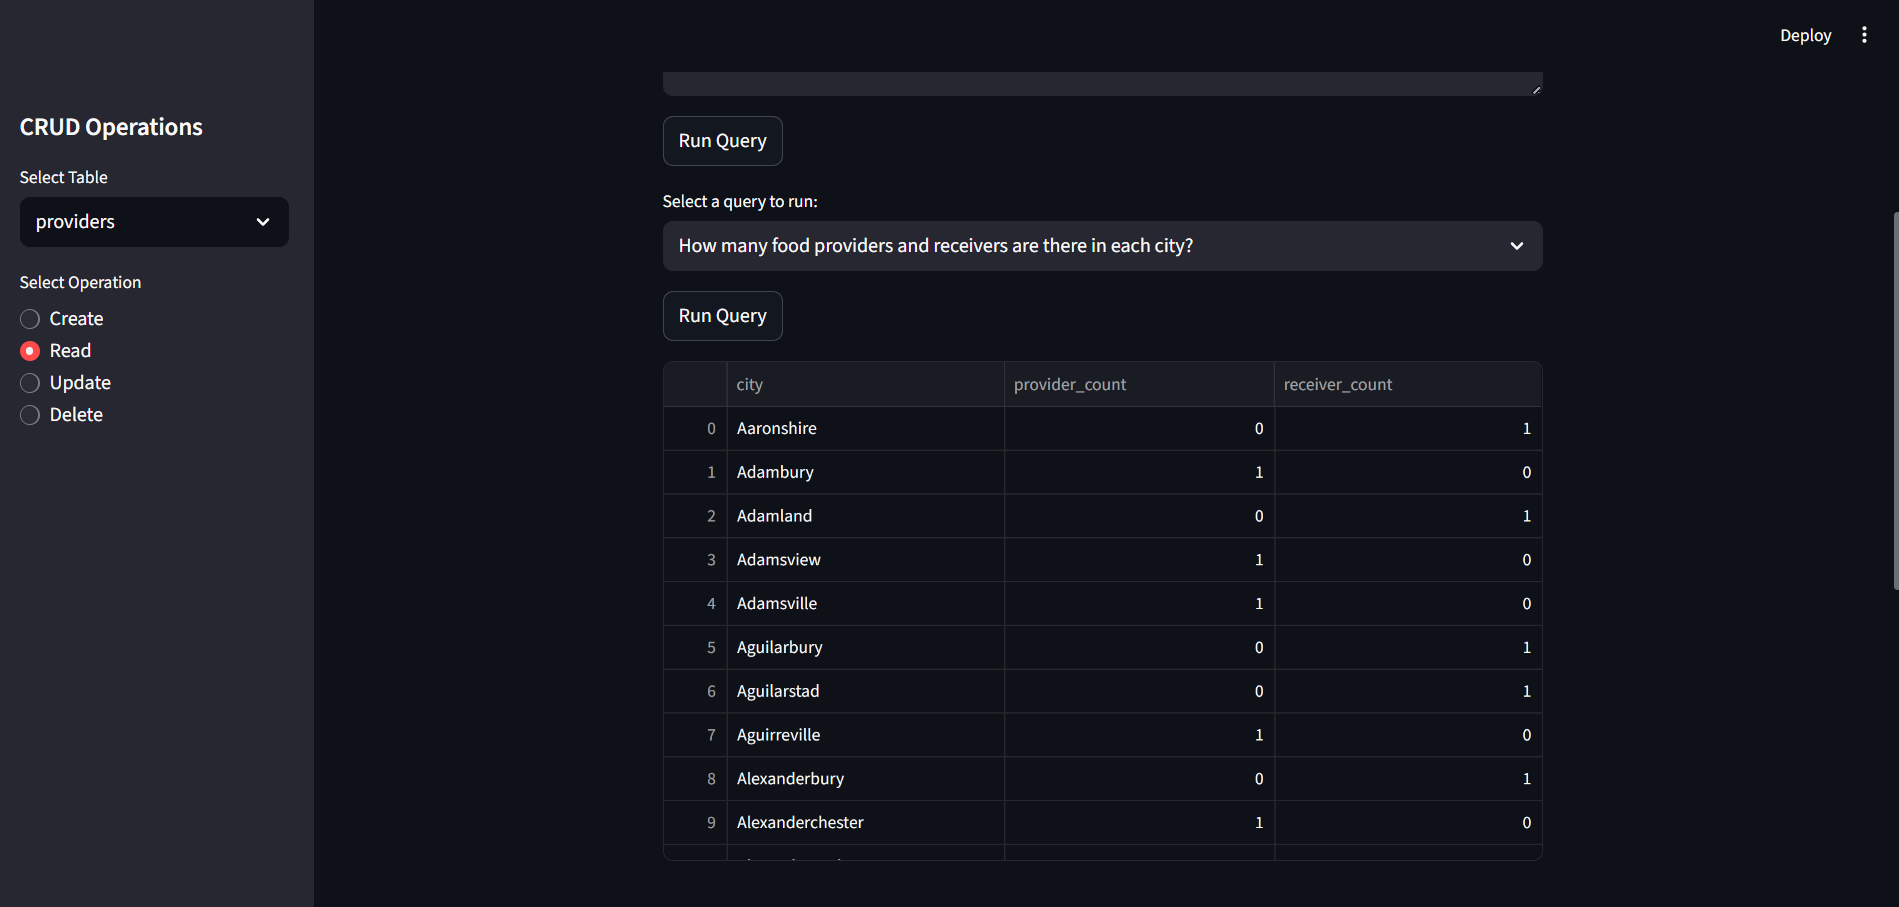 Deploy
CRUD Operations
Select Table
providers
Select Operation
Create
Read
Update
Delete
Run Query
Select a query to run:
How many food providers and receivers are there in each city?
Run Query
city provider_count receiver_count
0 Aaronshire 0 1
1 Adambury 1 0
2 Adamland 0 1
3 Adamsview 1 0
4 Adamsville 1 0
5 Aguilarbury 0 1
6 Aguilarstad 0 1
7 Aguirreville 1 0
8 Alexanderbury 0 1
9 Alexanderchester 1 0